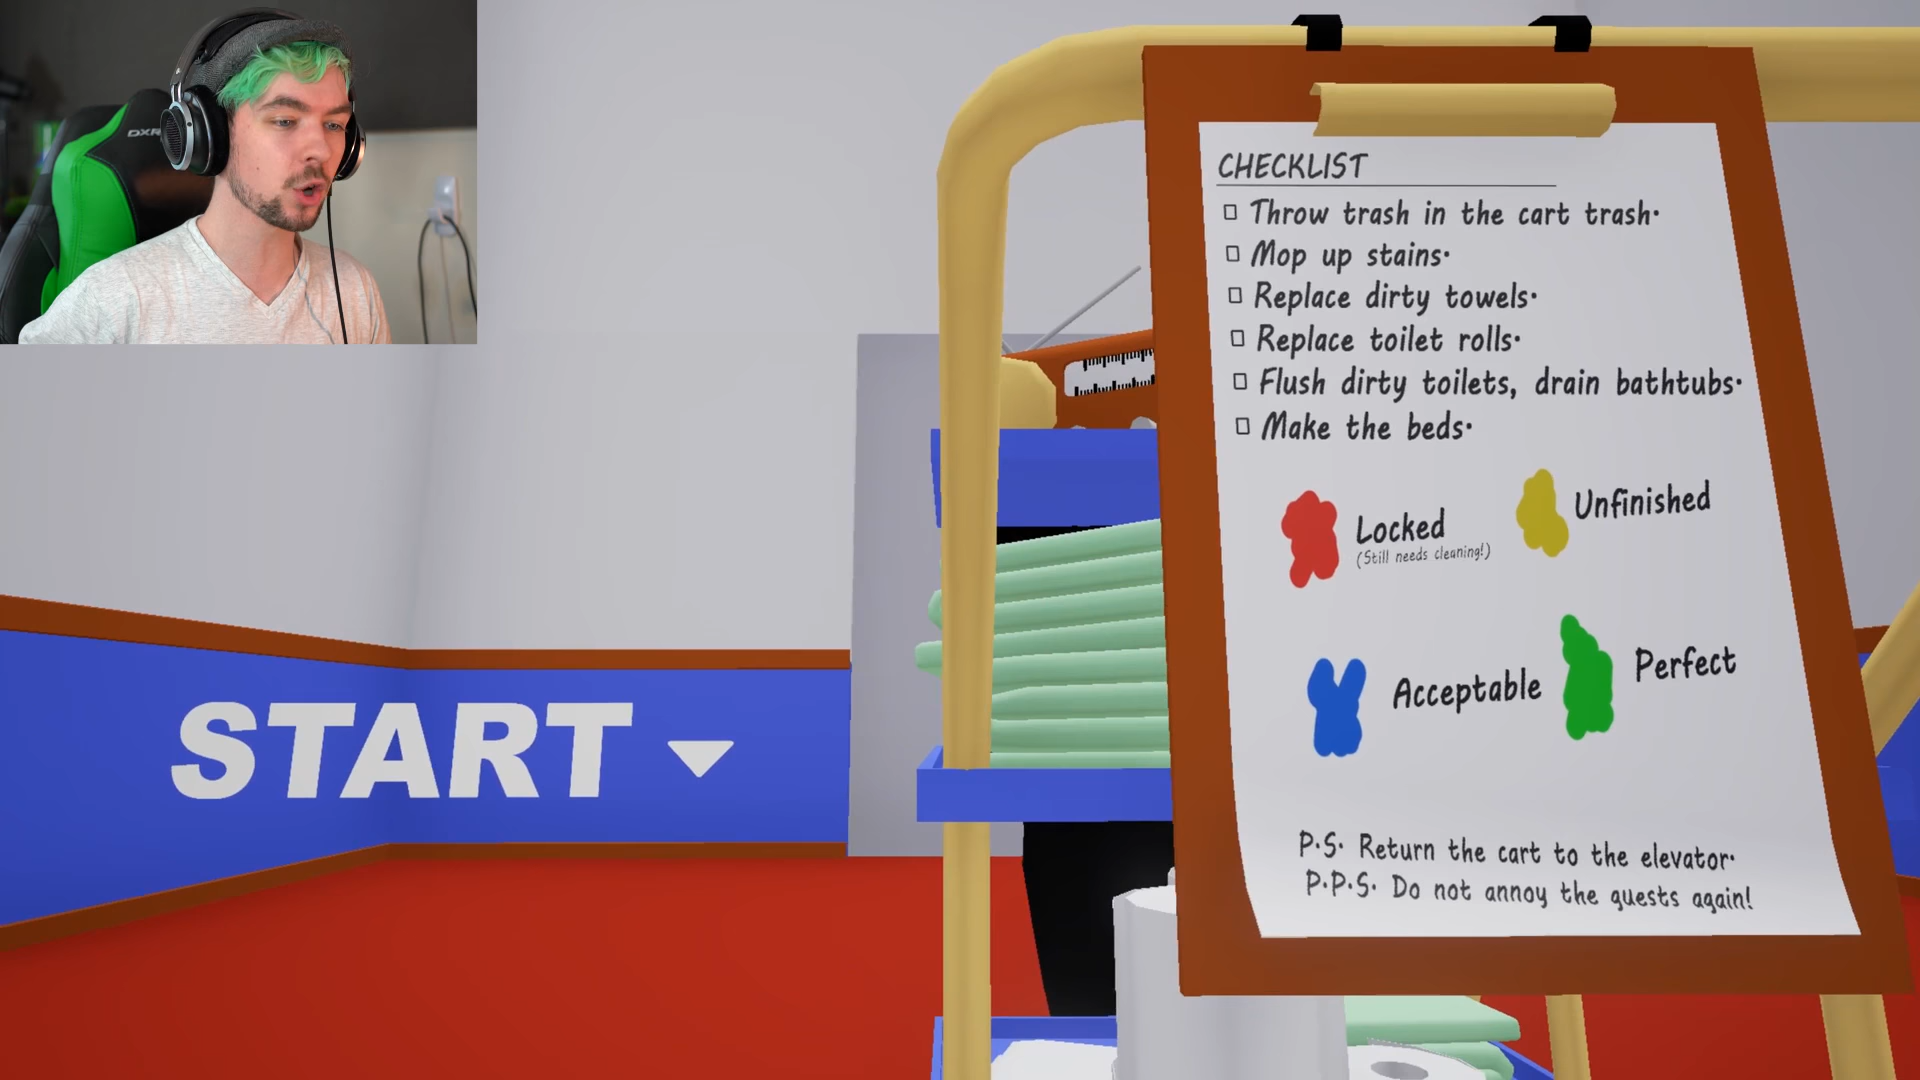 DXR
CHECKLIST
Throw trash in the cart trash.
Mop up stains.
Replace dirty towels.
Replace toilet rolls.
Flush dirty toilets, drain bathtubs.
Make the beds.
Locked
(Still needs cleaning!)
Unfinished
Acceptable
Perfect
START
P.S. Return the cart to the elevator.
P.P.S. Do not annoy the guests again!